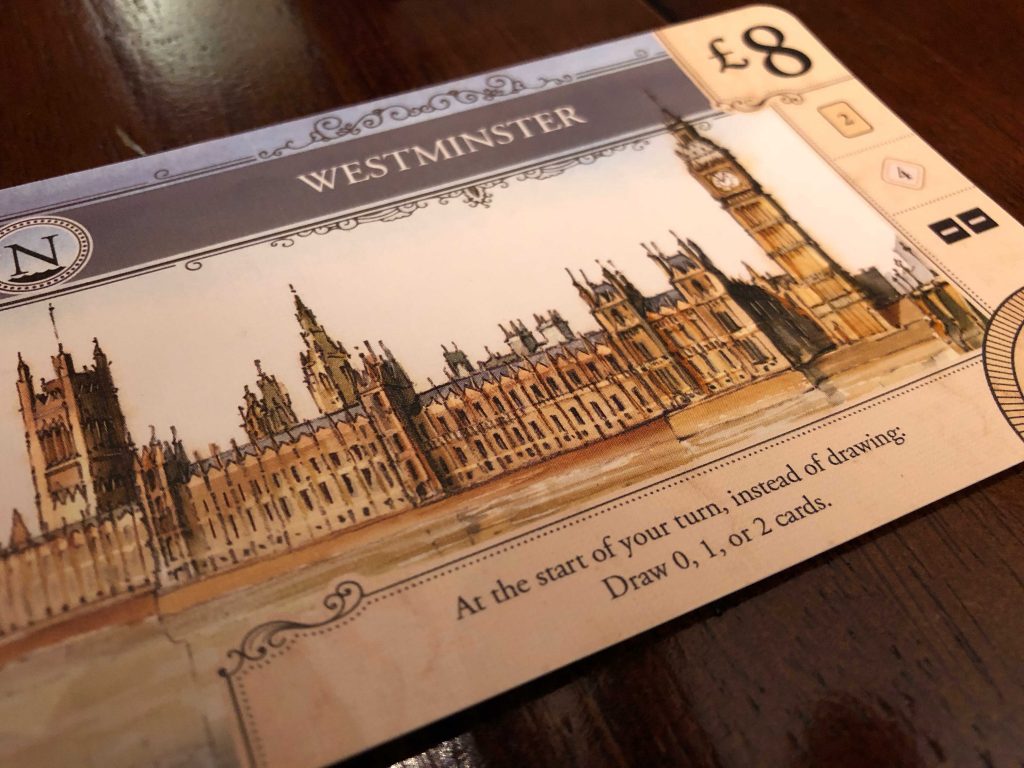 £8
WESTMINSTER
2
N
4
At the start of your turn, instead of drawing:
Draw 0, 1, or 2 cards.